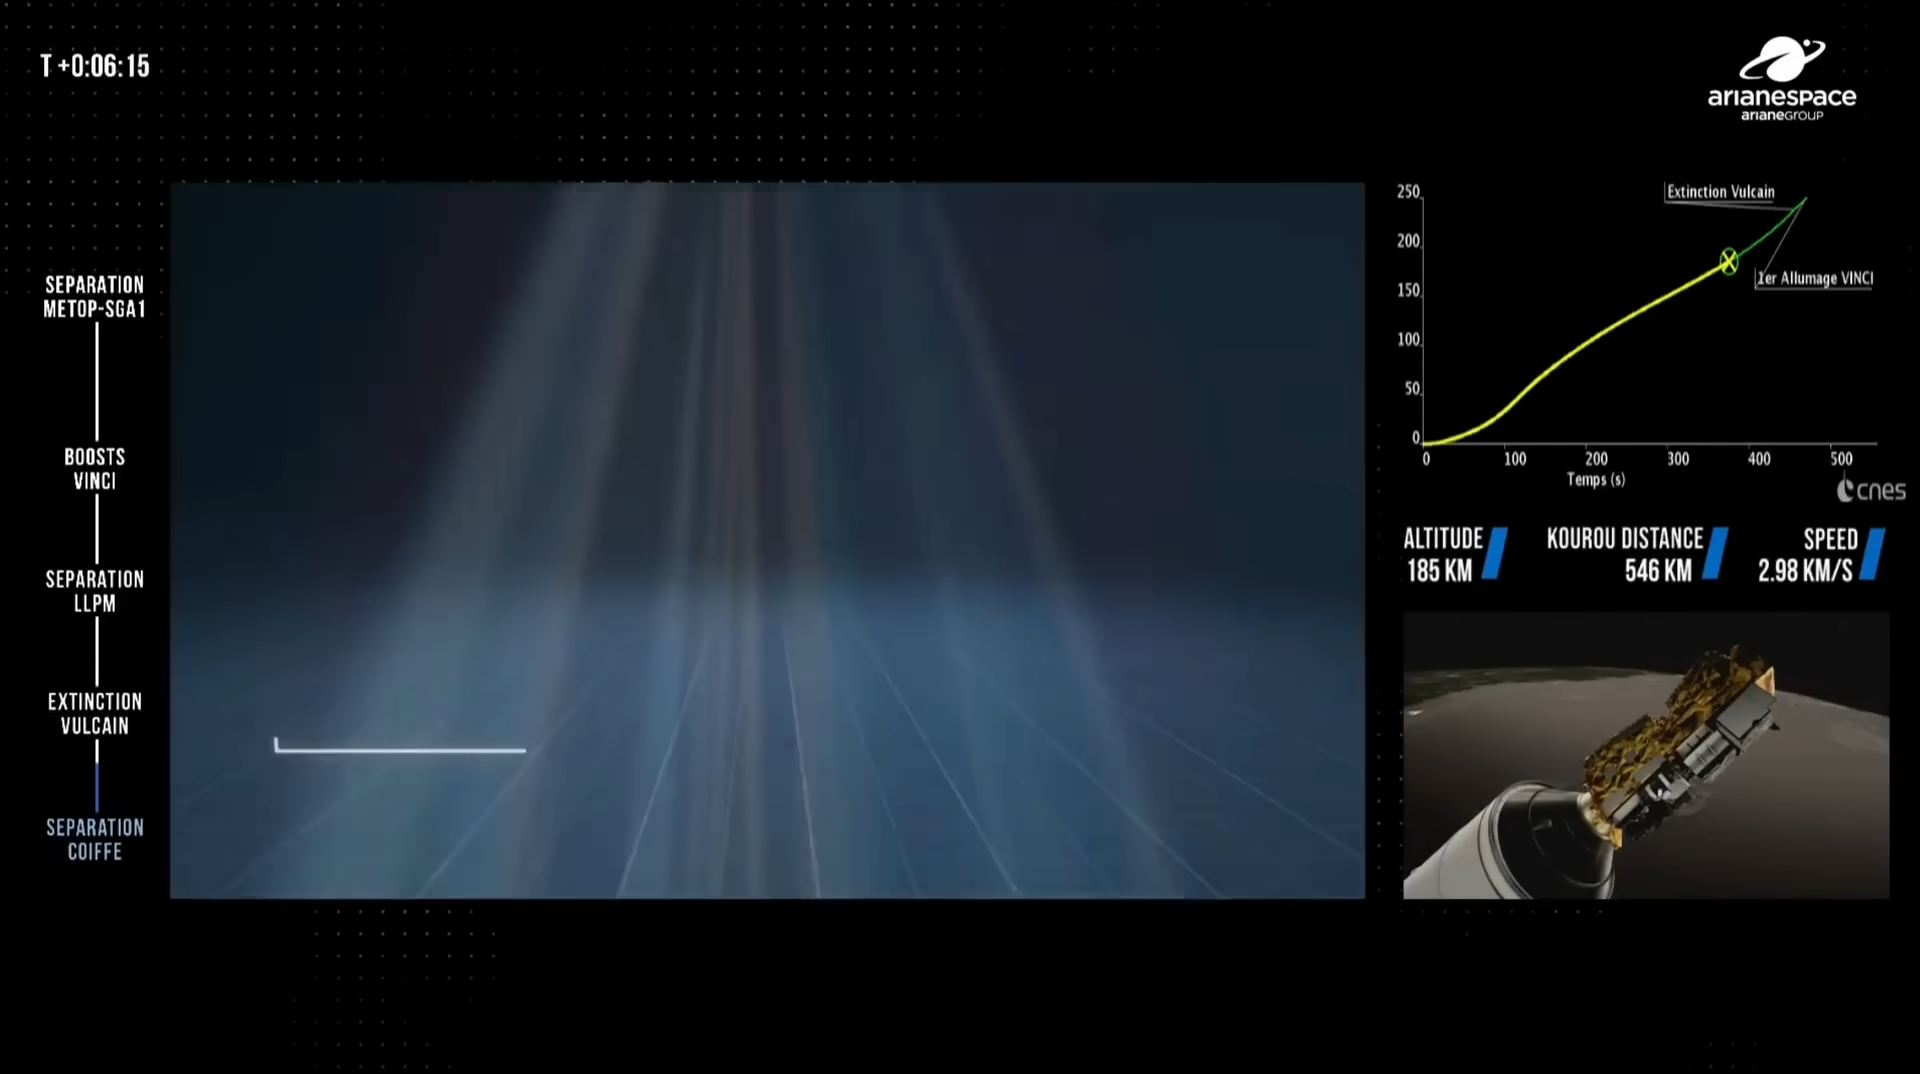 T +0:06:15
arianespace
arianeGROUP
SEPARATION
METOP-SGA1
BOOSTS
VINCI
SEPARATION
LLPM
EXTINCTION
VULCAIN
SEPARATION
COIFFE
Extinction Vulcain
1er Allumage VINCI
250
200
150
100
50
0
0 100 200 300 400 500
Temps (s)
cnes
ALTITUDE
185 KM
KOUROU DISTANCE
546 KM
SPEED
2.98 KM/S